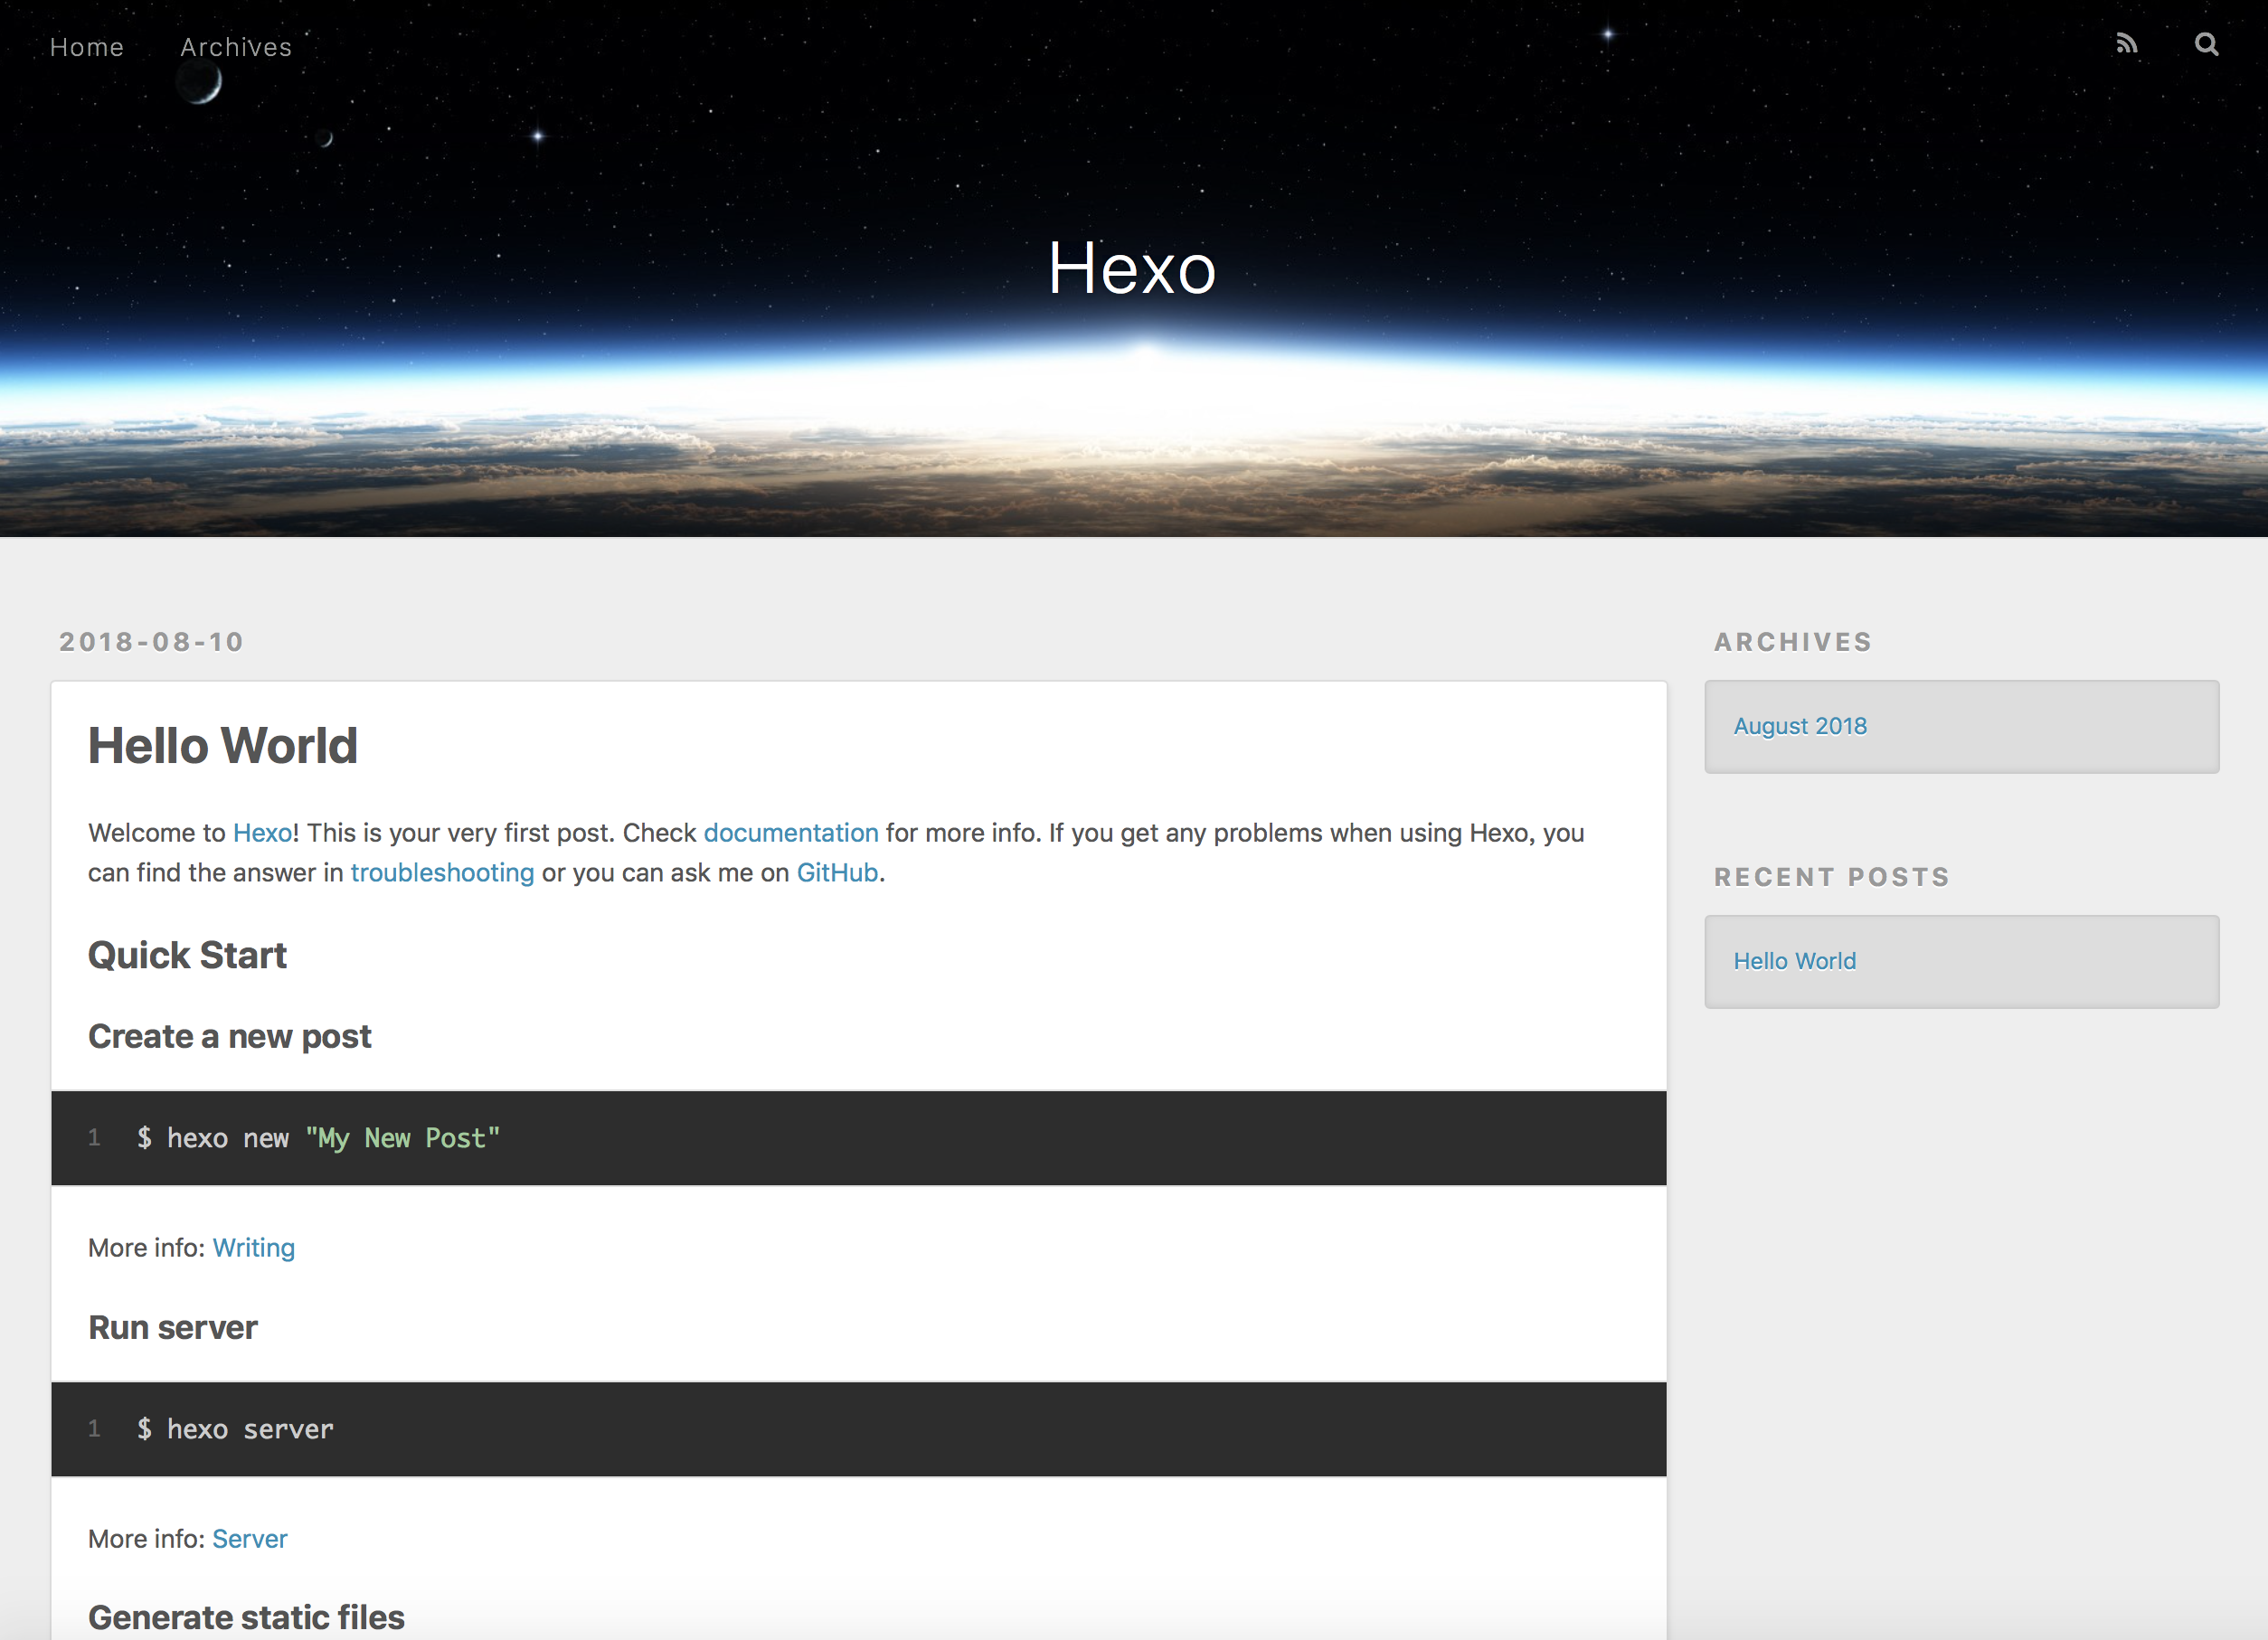 Home Archives
Hexo
2018-08-10
Hello World
Welcome to Hexo! This is your very first post. Check documentation for more info. If you get any problems when using Hexo, you
can find the answer in troubleshooting or you can ask me on GitHub.
Quick Start
Create a new post
1 $ hexo new "My New Post"
More info: Writing
Run server
1 $ hexo server
More info: Server
Generate static files
ARCHIVES
August 2018
RECENT POSTS
Hello World